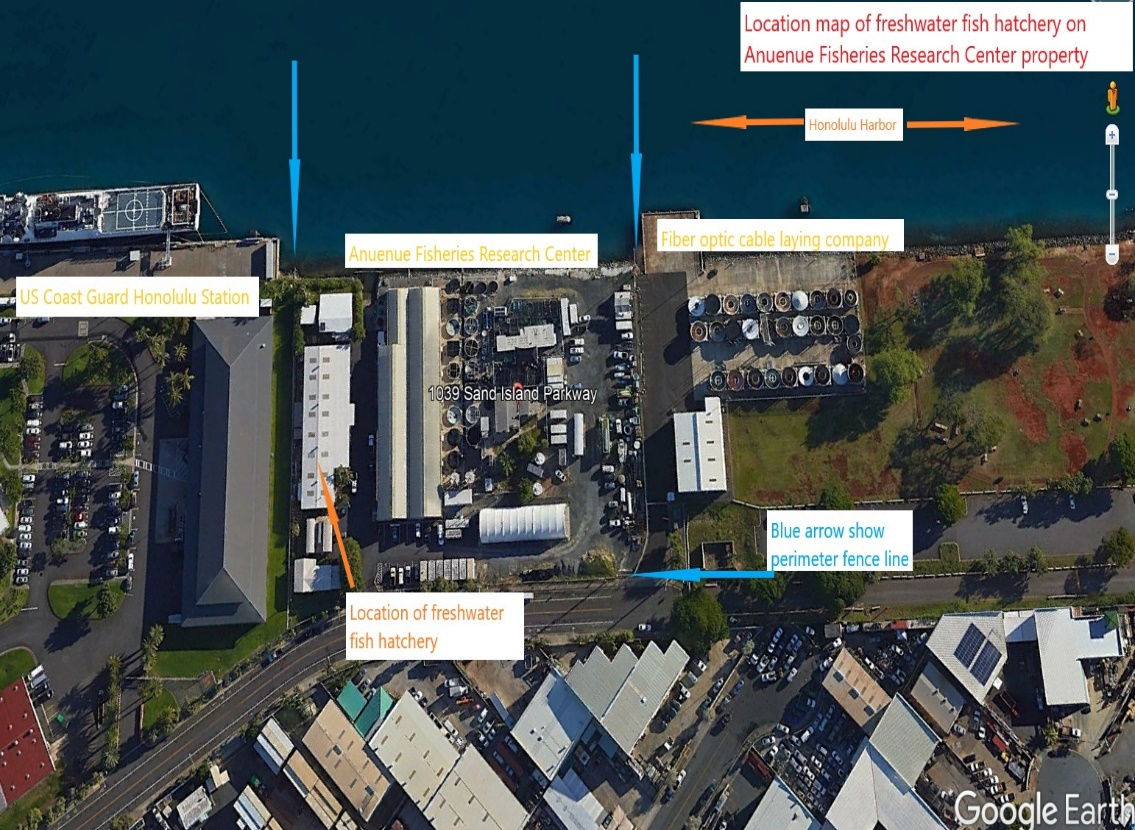 Location map of freshwater fish hatchery on
Anuenue Fisheries Research Center property
Honolulu Harbor
Fiber optic cable laying company
Anuenue Fisheries Research Center
US Coast Guard Honolulu Station
1039 Sand Island Parkway
Blue arrow show
perimeter fence line
Location of freshwater
fish hatchery
Google Earth